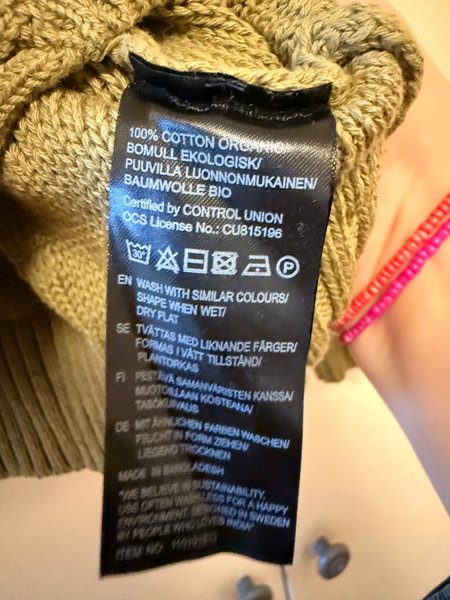 100% COTTON ORGANIC/
BOMULL EKOLOGISK/
PUUVILLA LUONNONMUKAINEN/
BAUMWOLLE BIO
Certified by CONTROL UNION
OCS License No.: CU815196
30°
P
EN WASH WITH SIMILAR COLOURS/
SHAPE WHEN WET/
DRY FLAT
SE TVÄTTAS MED LIKNANDE FÄRGER/
FORMAS I VÅTT TILLSTÅND/
PLANTORKAS
FI PESTÄVÄ SAMANVÄRISTEN KANSSA/
MUOTOILLAAN KOSTEANA/
TASOKUIVAUS
DE MIT ÄHNLICHEN FARBEN WASCHEN/
FEUCHT IN FORM ZIEHEN/
LIEGEND TROCKNEN
MADE IN BANGLADESH
"WE BELIEVE IN SUSTAINABILITY.
USE OFTEN WASH LESS FOR A HAPPY
ENVIRONMENT. DESIGNED IN SWEDEN
BY PEOPLE WHO LOVES INDIA"
ITEM NO